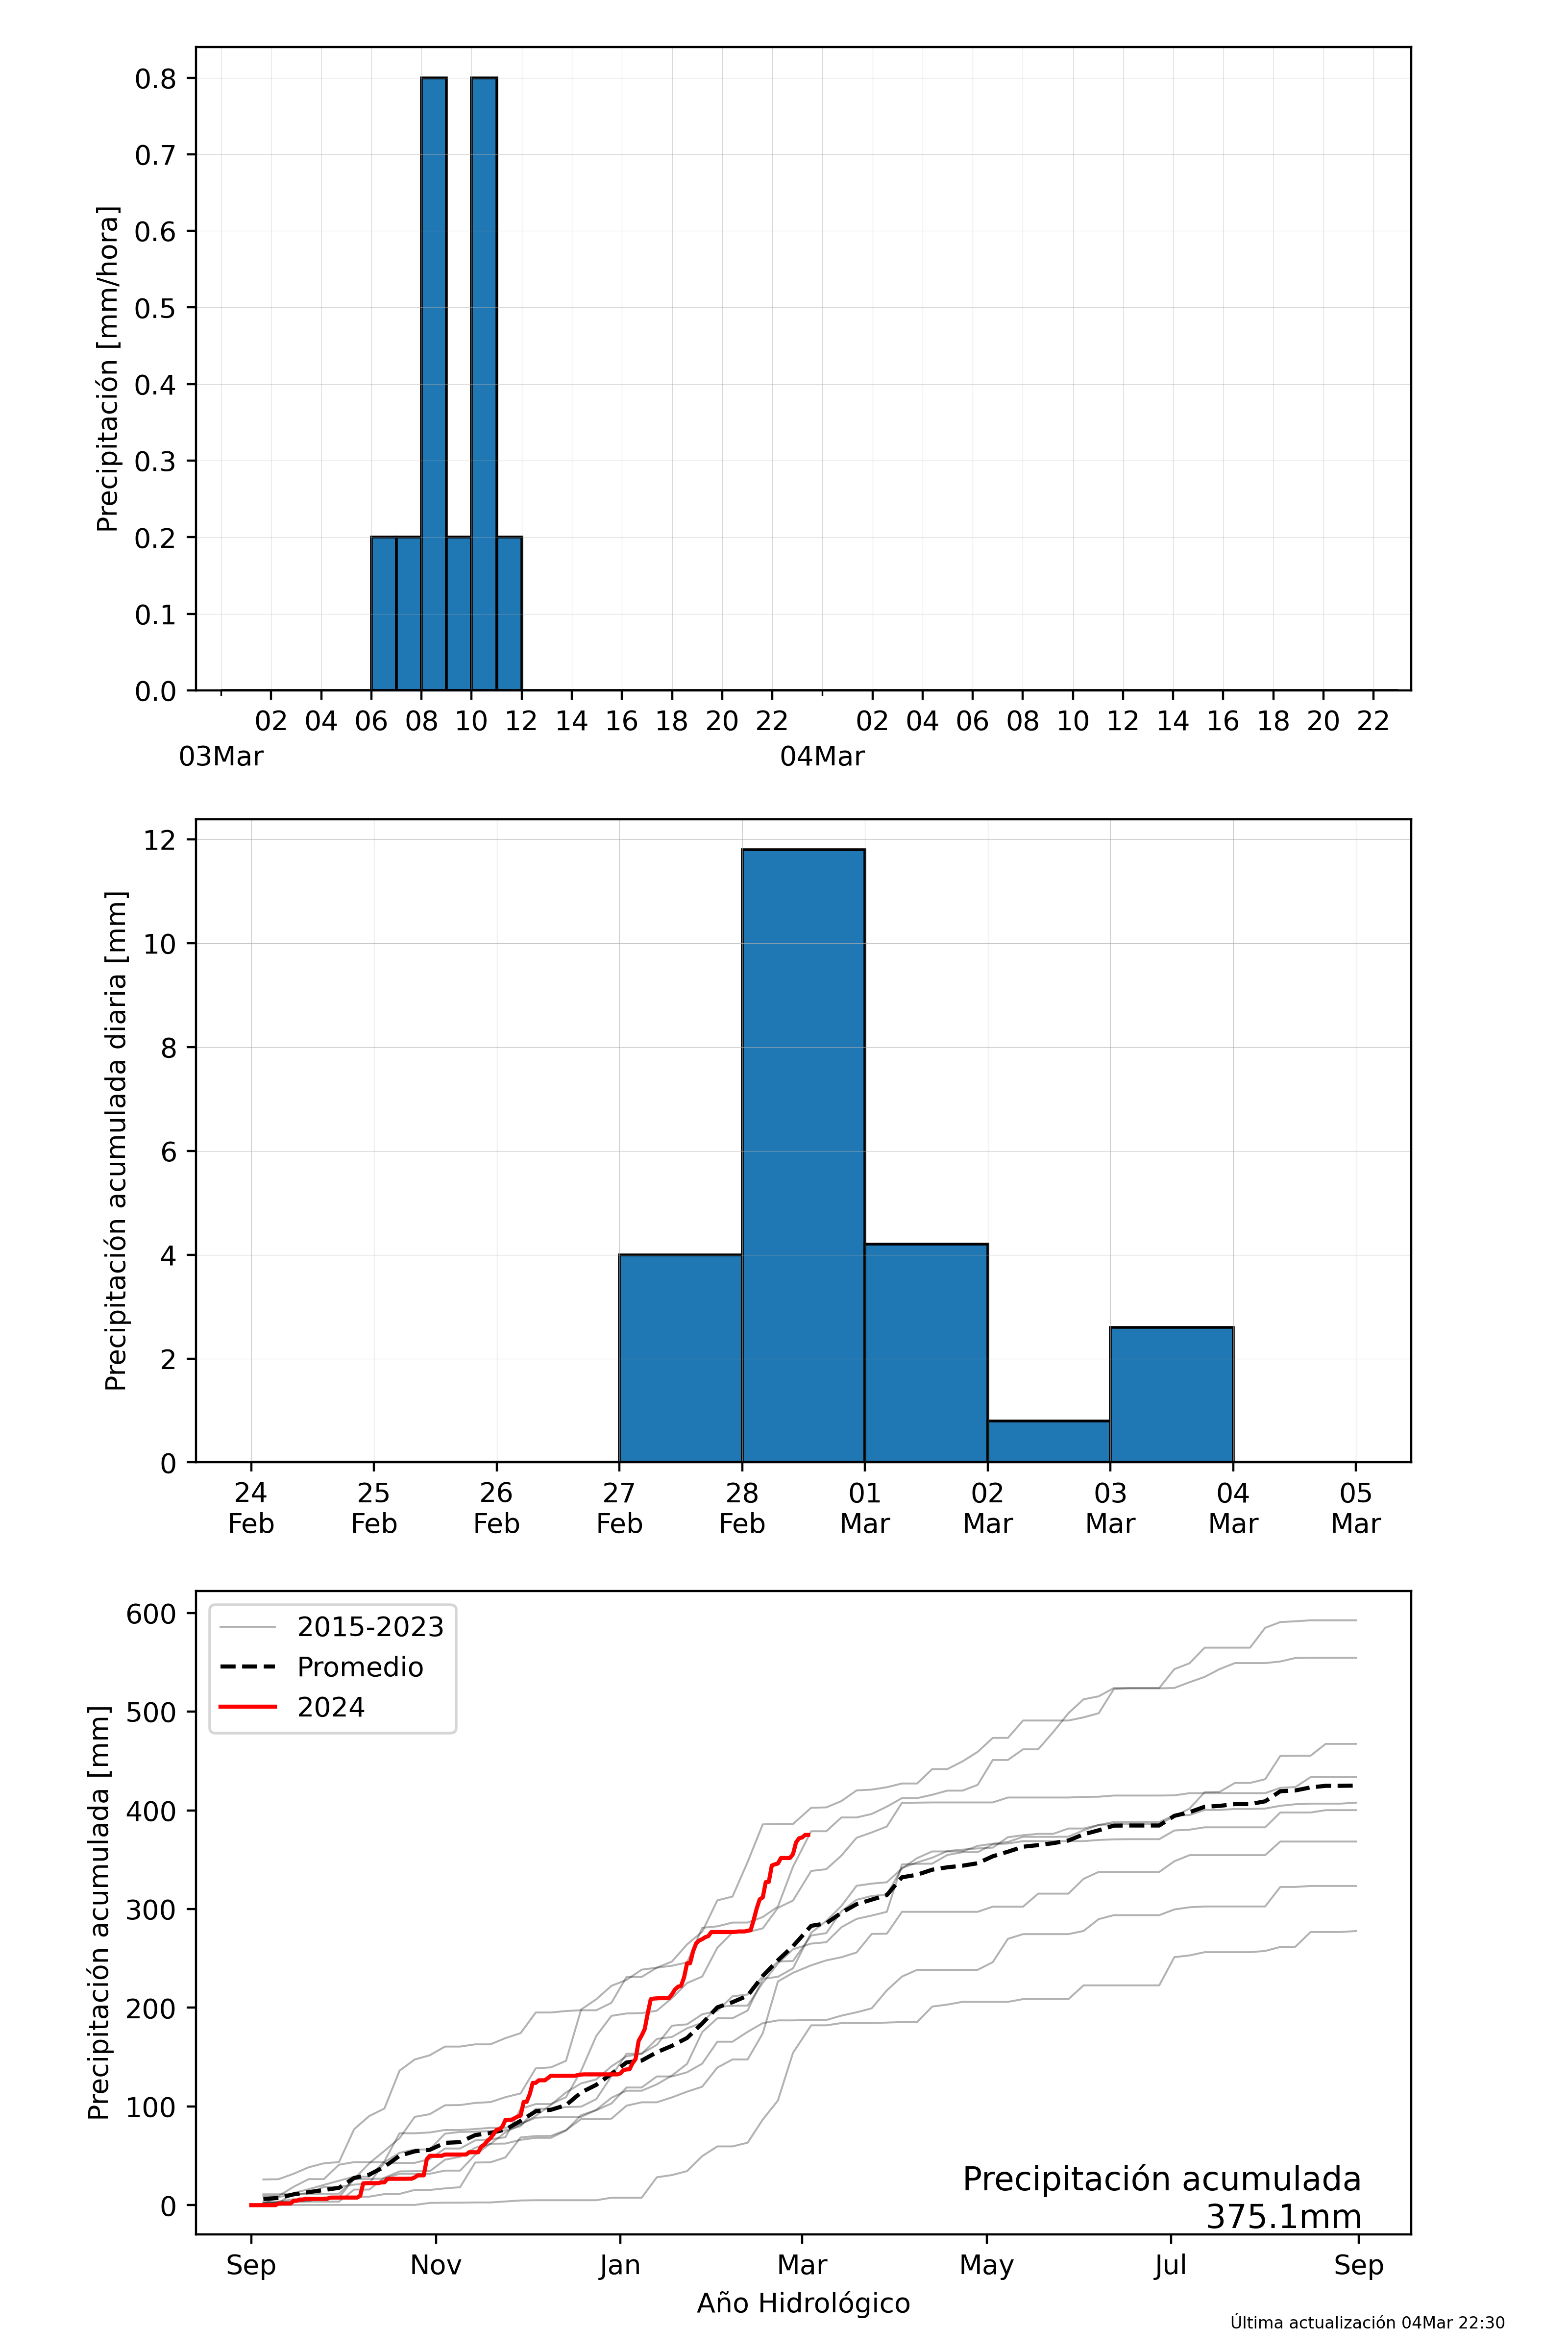 Precipitación [mm/hora]
0.8
0.7
0.6
0.5
0.4
0.3
0.2
0.1
0.0
02 04 06 08 10 12 14 16 18 20 22 02 04 06 08 10 12 14 16 18 20 22
03Mar 04Mar
Precipitación acumulada diaria [mm]
12
10
8
6
4
2
0
24 25 26 27 28 01 02 03 04 05
Feb Feb Feb Feb Feb Mar Mar Mar Mar Mar
Precipitación acumulada [mm]
600
500
400
300
200
100
0
2015-2023
Promedio
2024
Precipitación acumulada
375.1mm
Sep Nov Jan Mar May Jul Sep
Año Hidrológico
Última actualización 04Mar 22:30